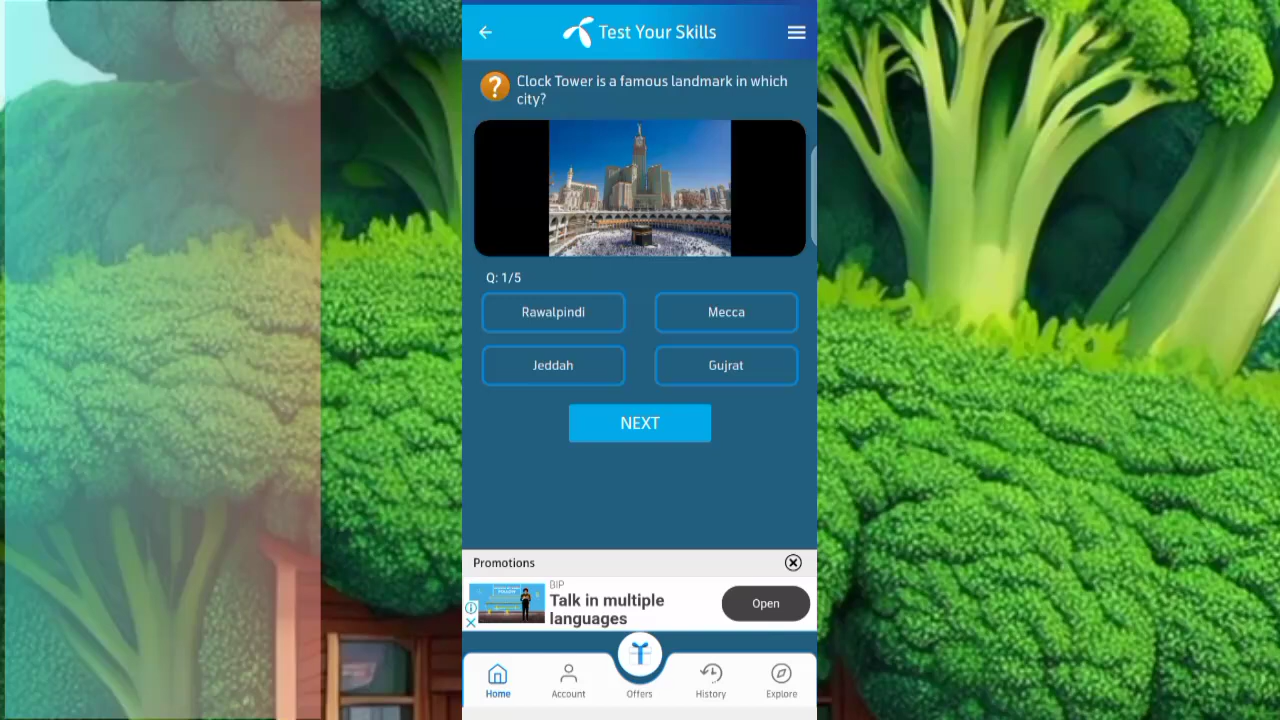 Test Your Skills
Clock Tower is a famous landmark in which
city?
Q: 1/5
Rawalpindi
Mecca
Jeddah
Gujrat
NEXT
Promotions
BIP
Talk in multiple
languages
Open
Home
Account
Offers
History
Explore